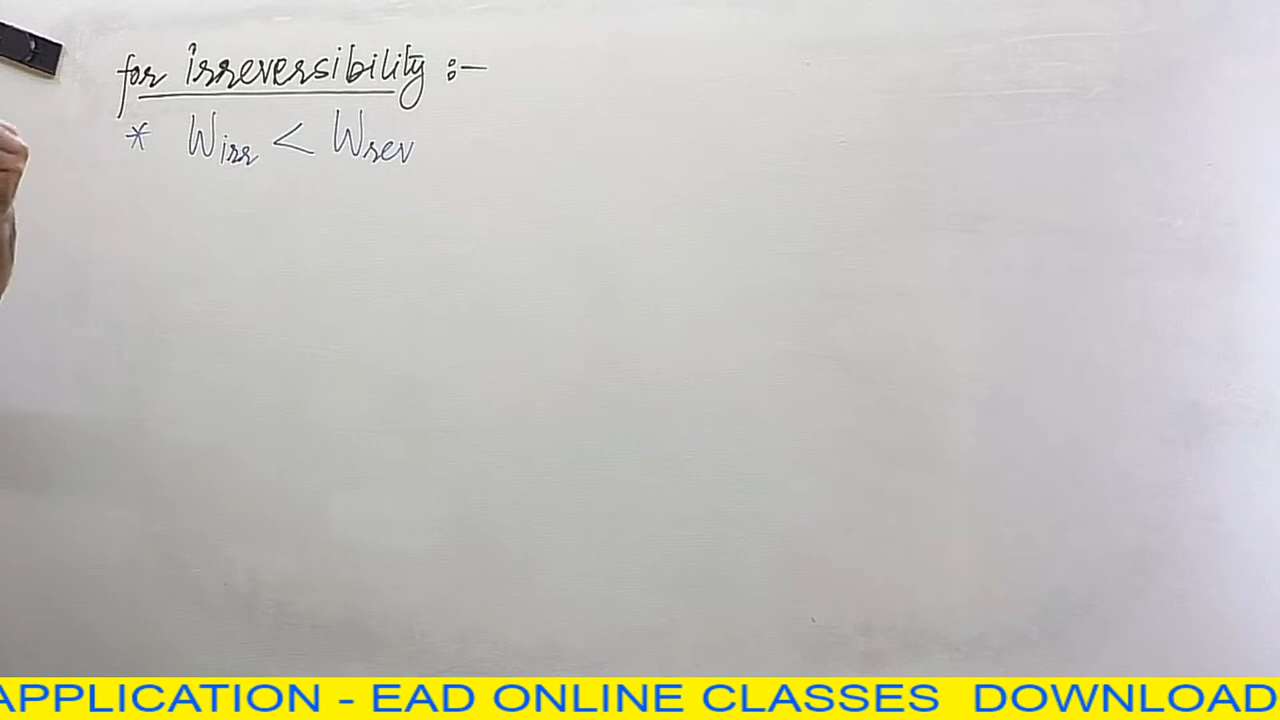 for irreversibility :-
* Wirr < Wrev
APPLICATION - EAD ONLINE CLASSES DOWNLOAD